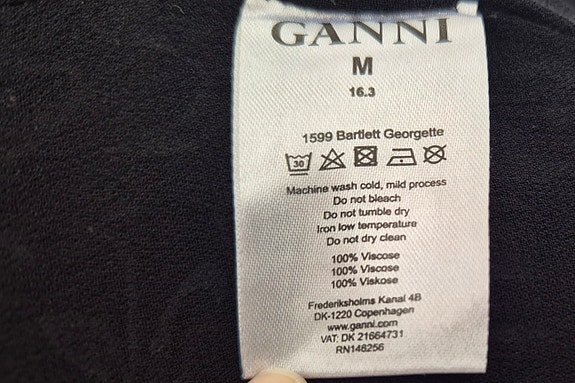 GANNI
M
16.3
1599 Bartlett Georgette
30
Machine wash cold, mild process
Do not bleach
Do not tumble dry
Iron low temperature
Do not dry clean
100% Viscose
100% Viscose
100% Viskose
Frederiksholms Kanal 4B
DK-1220 Copenhagen
www.ganni.com
VAT: DK 21664731
RN146256